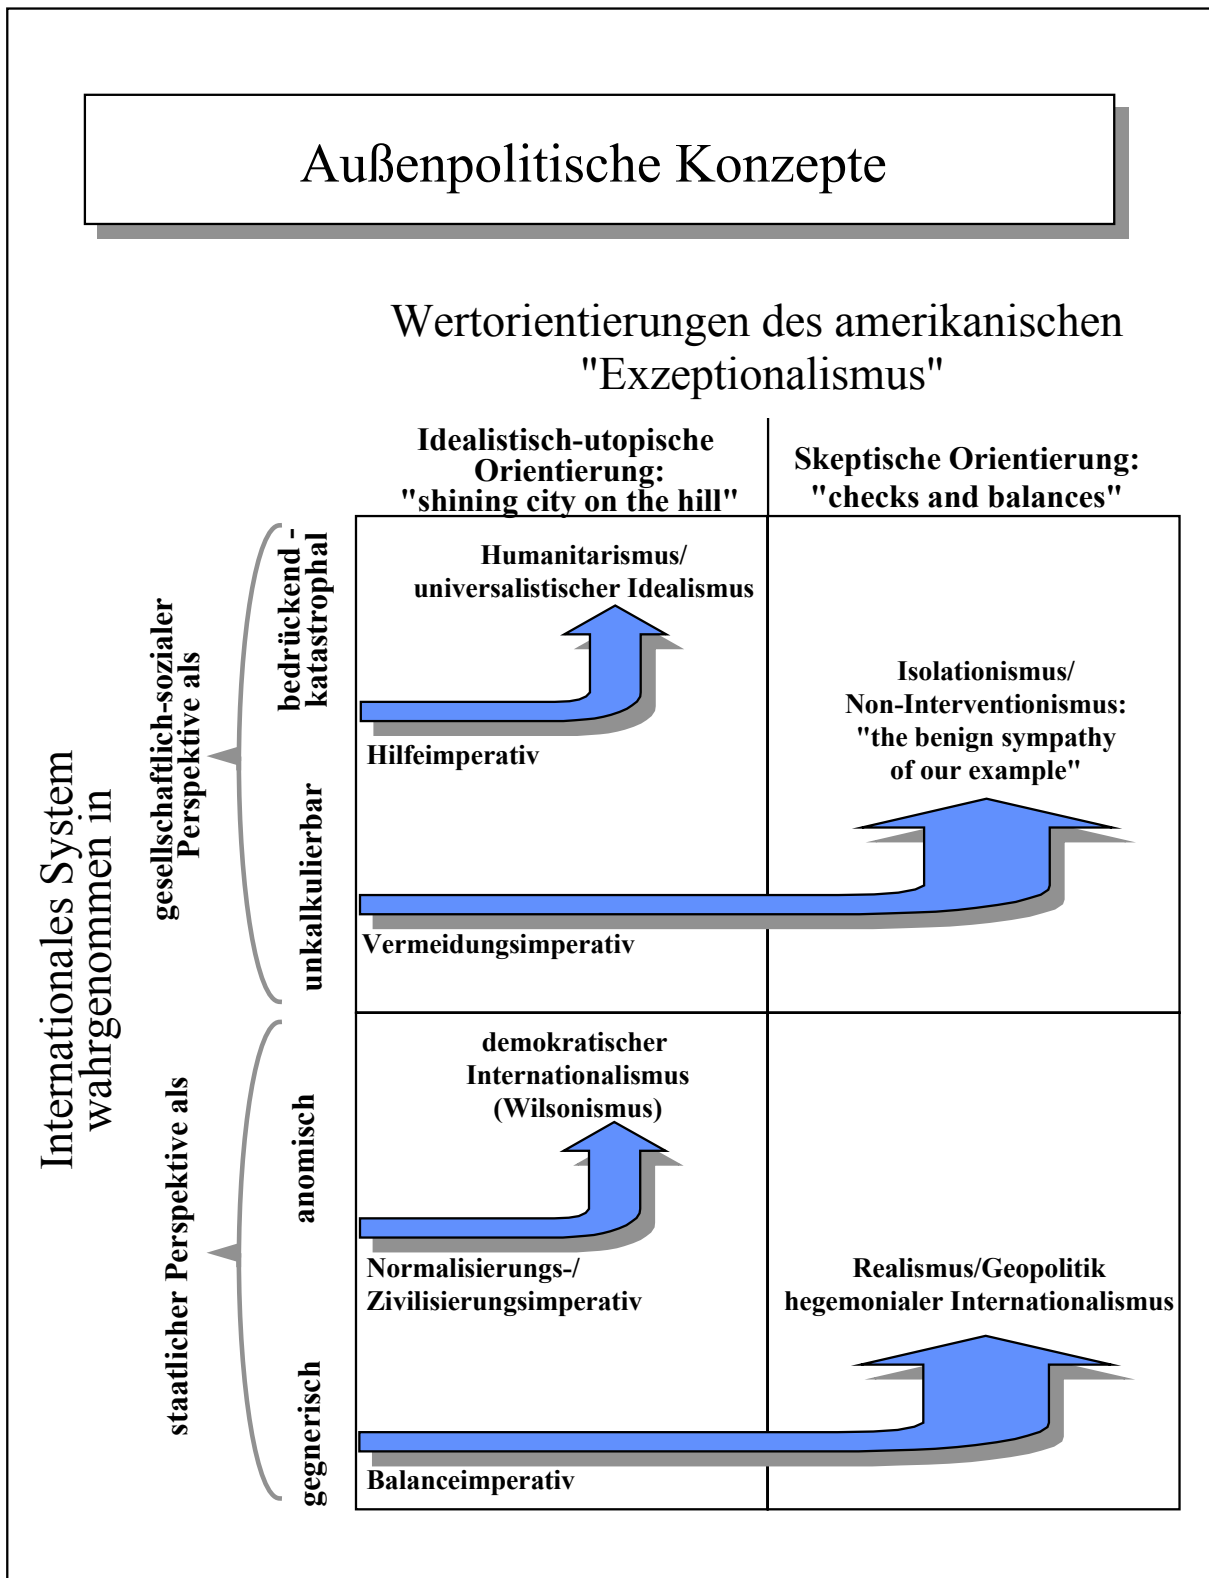 Außenpolitische Konzepte
Wertorientierungen des amerikanischen
"Exzeptionalismus"
Idealistisch-utopische
Orientierung:
"shining city on the hill"
Skeptische Orientierung:
"checks and balances"
Internationales System
wahrgenommen in
gesellschaftlich-sozialer
Perspektive als
bedrückend -
katastrophal
Humanitarismus/
universalistischer Idealismus
Hilfeimperativ
unkalkulierbar
Isolationismus/
Non-Interventionismus:
"the benign sympathy
of our example"
Vermeidungsimperativ
staatlicher Perspektive als
anomisch
demokratischer
Internationalismus
(Wilsonismus)
Normalisierungs-/
Zivilisierungsimperativ
gegnerisch
Realismus/Geopolitik
hegemonialer Internationalismus
Balanceimperativ